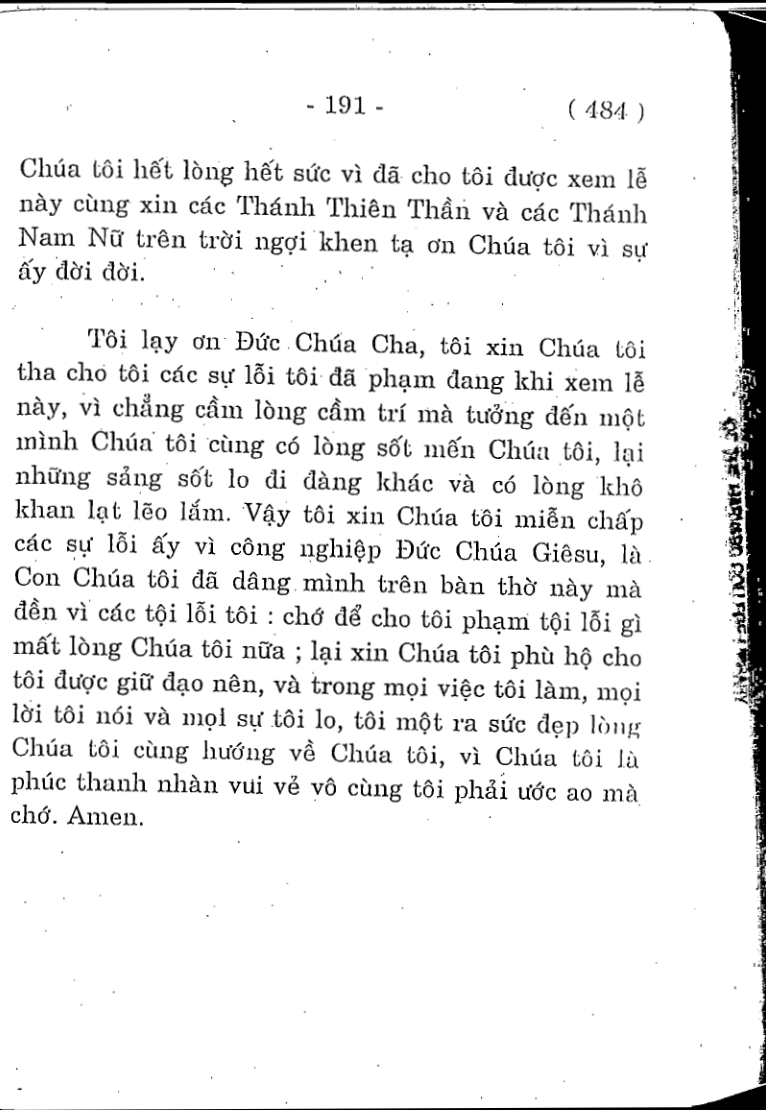 - 191 -
( 484 )
Chúa tôi hết lòng hết sức vì đã cho tôi được xem lễ
này cùng xin các Thánh Thiên Thần và các Thánh
Nam Nữ trên trời ngợi khen tạ ơn Chúa tôi vì sự
ấy đời đời.
Tôi lạy ơn Đức Chúa Cha, tôi xin Chúa tôi
tha cho tôi các sự lỗi tôi đã phạm đang khi xem lễ
này, vì chẳng cầm lòng cầm trí mà tưởng đến một
mình Chúa tôi cùng có lòng sốt mến Chúa tôi, lại
những sảng sốt lo đi đàng khác và có lòng khô
khan lạt lẽo lắm. Vậy tôi xin Chúa tôi miễn chấp
các sự lỗi ấy vì công nghiệp Đức Chúa Giêsu, là
Con Chúa tôi đã dâng mình trên bàn thờ này mà
đền vì các tội lỗi tôi : chớ để cho tôi phạm tội lỗi gì
mất lòng Chúa tôi nữa ; lại xin Chúa tôi phù hộ cho
tôi được giữ đạo nên, và trong mọi việc tôi làm, mọi
lời tôi nói và mọi sự tôi lo, tôi một ra sức đẹp lòng
Chúa tôi cùng hướng về Chúa tôi, vì Chúa tôi là
phúc thanh nhàn vui vẻ vô cùng tôi phải ước ao mà
chớ. Amen.